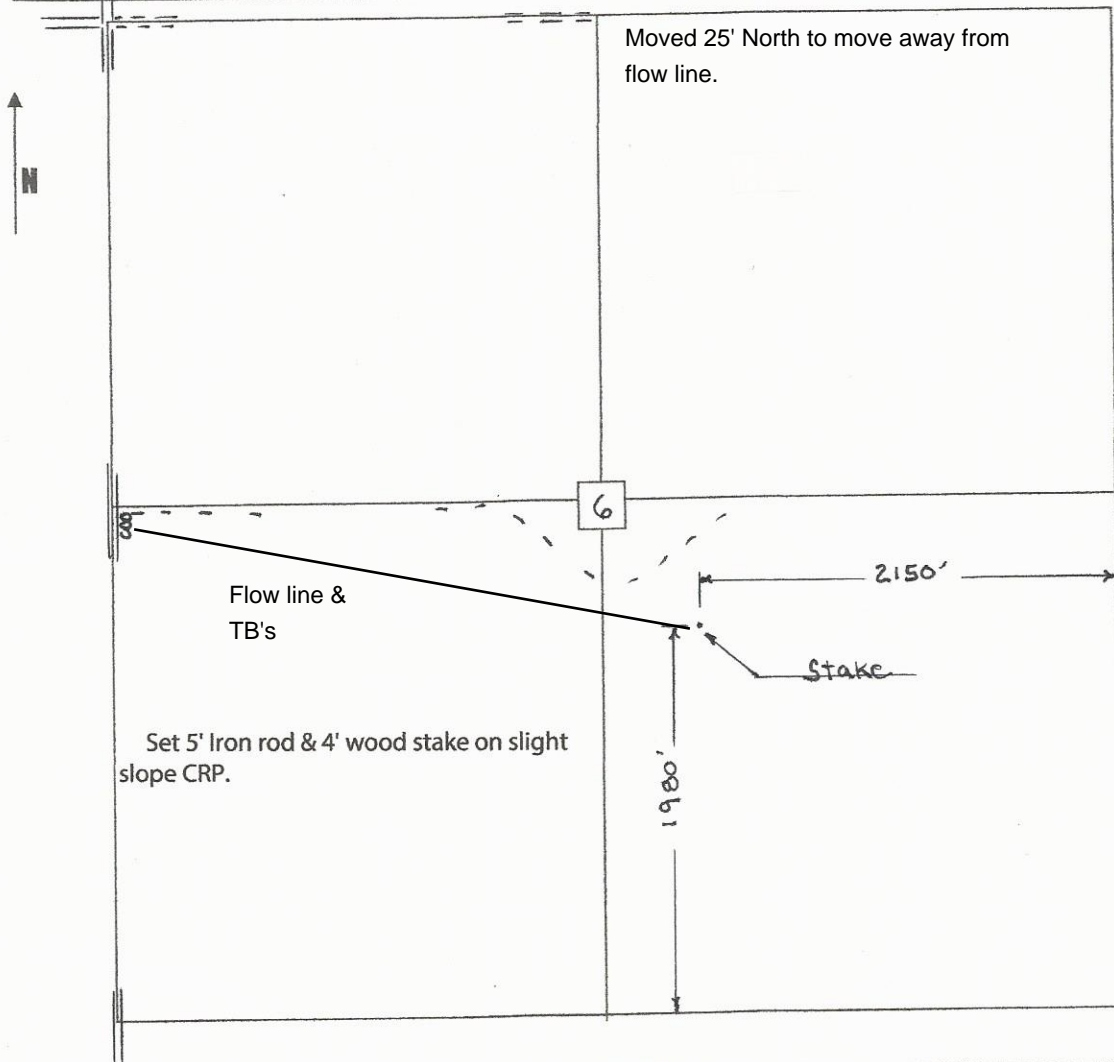 Moved 25' North to move away from
flow line.
N
6
2150'
Flow line &
TB's
Stake
Set 5' Iron rod & 4' wood stake on slight
slope CRP.
1980'